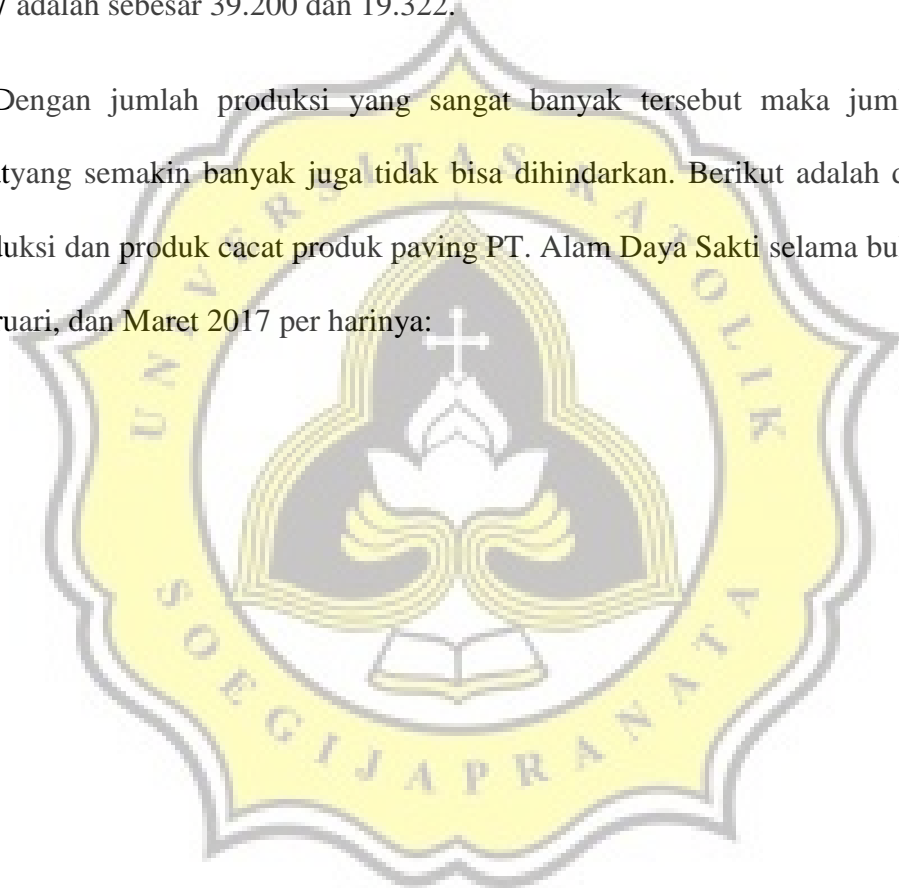 7 adalah sebesar 39.200 dan 19.322.
Dengan jumlah produksi yang sangat banyak tersebut maka jum
tyang semakin banyak juga tidak bisa dihindarkan. Berikut adalah d
duksi dan produk cacat produk paving PT. Alam Daya Sakti selama bu
ruari, dan Maret 2017 per harinya:
UNIVERSITAS KATOLIK
SOEGIJAPRANATA